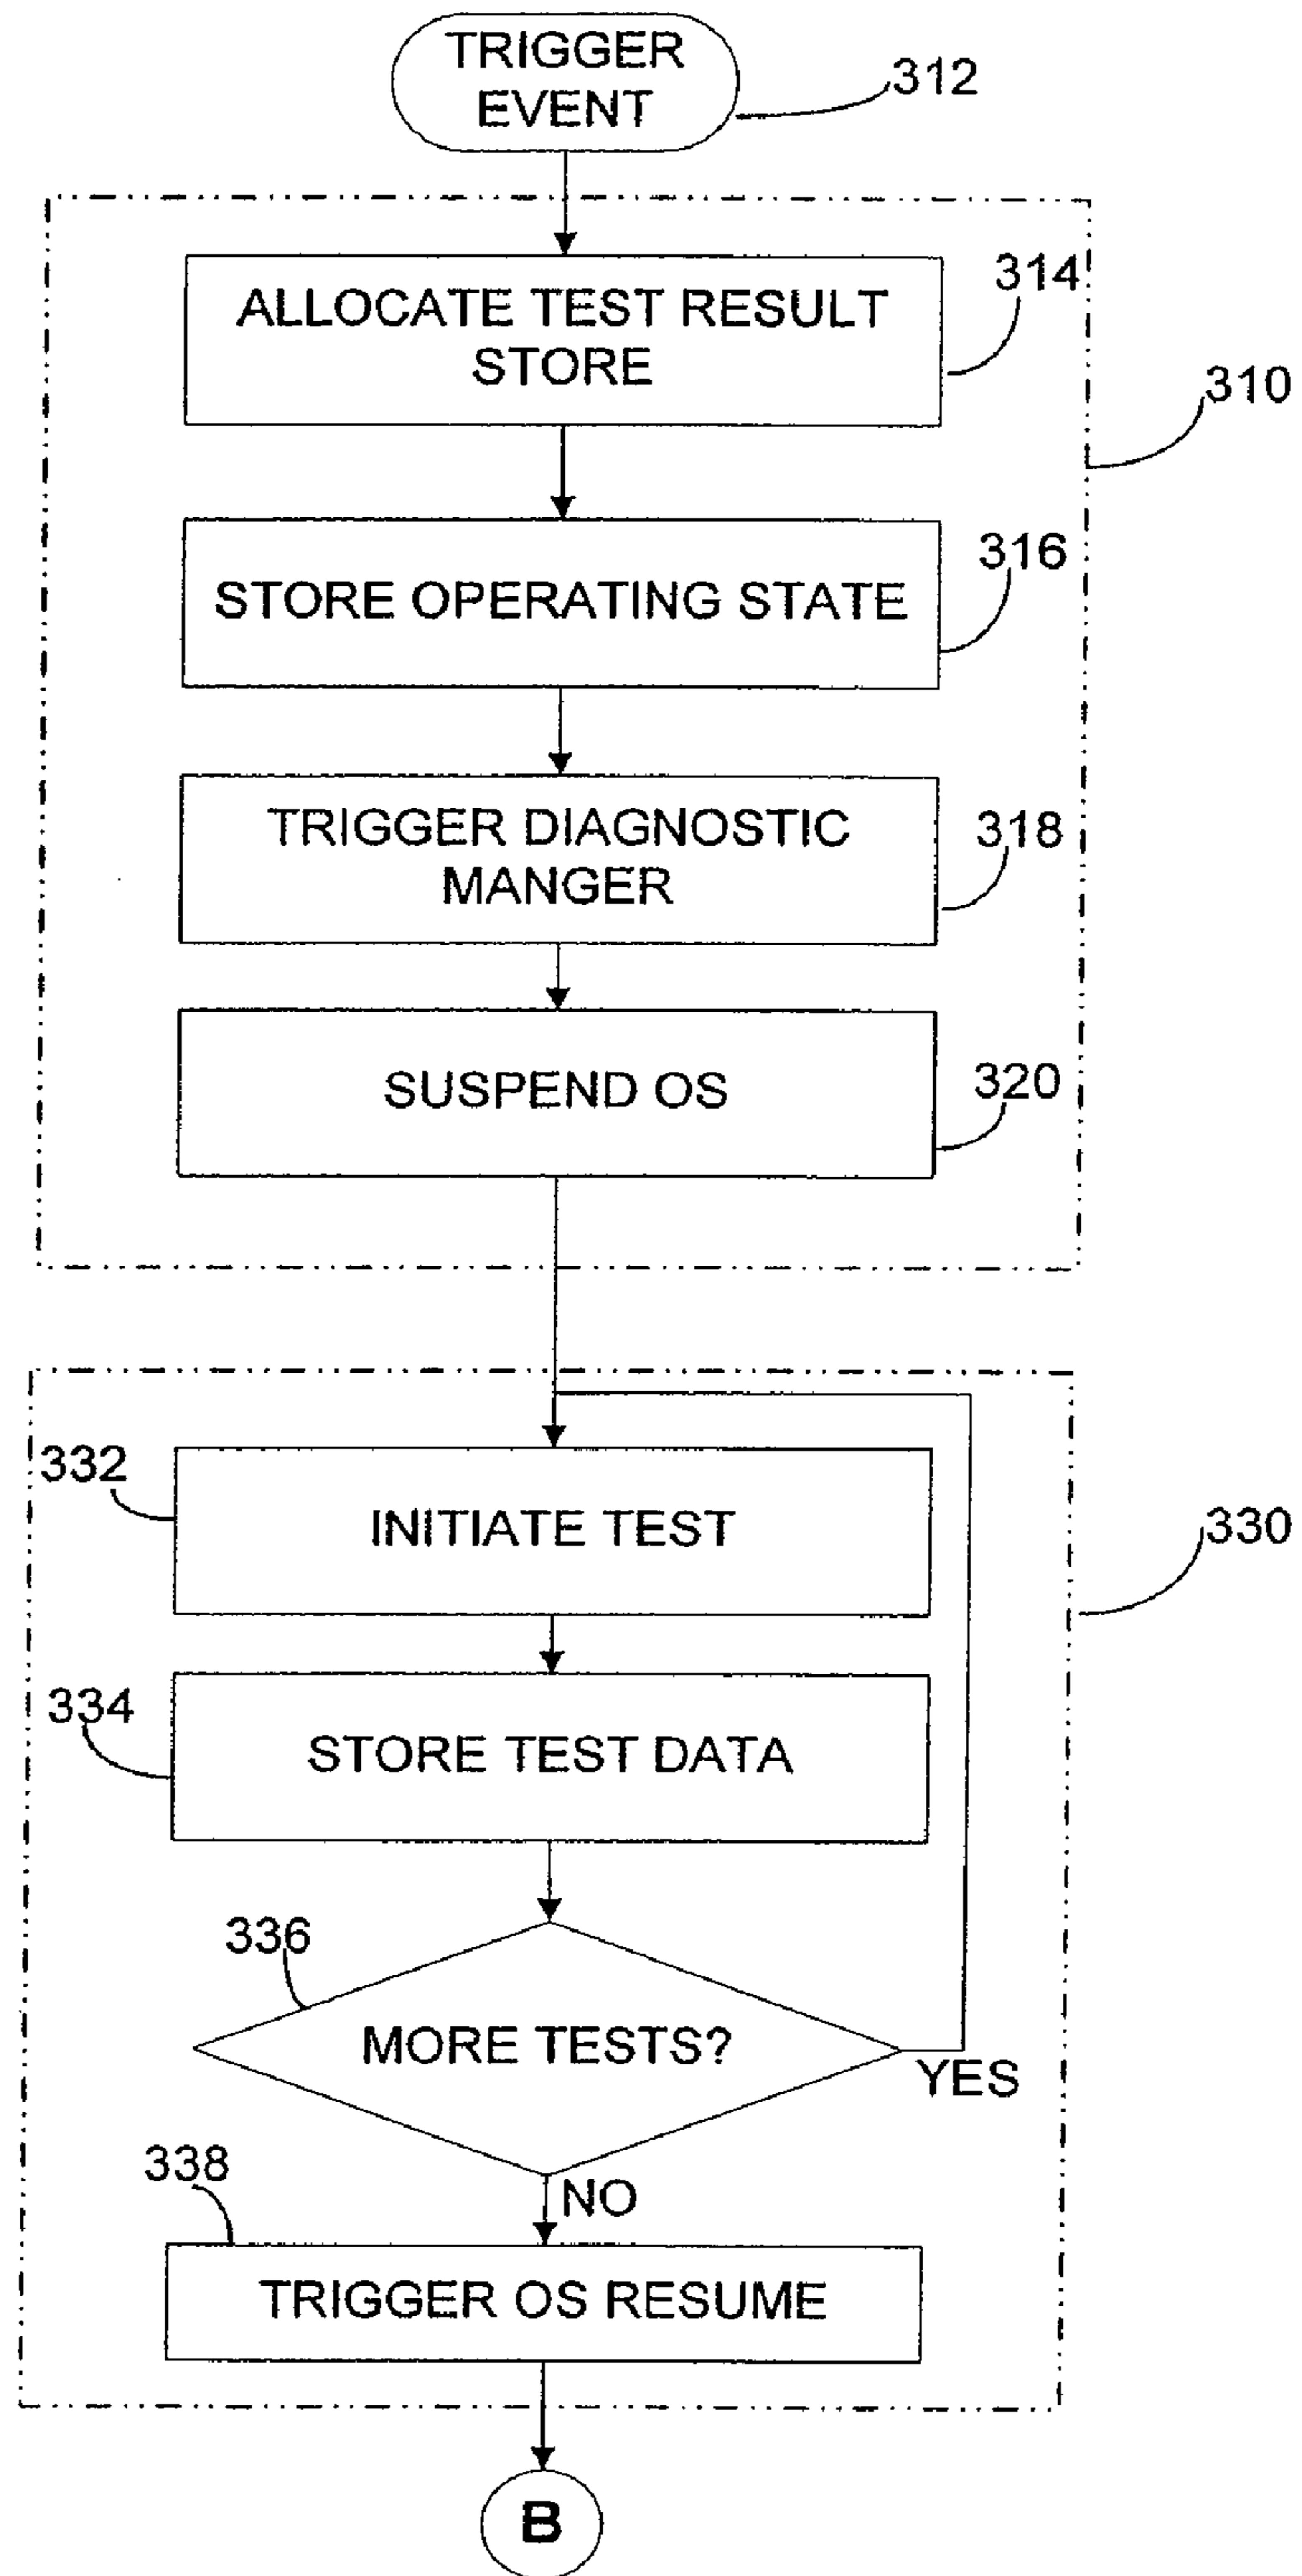 TRIGGER
EVENT
312
ALLOCATE TEST RESULT
STORE
314
310
STORE OPERATING STATE
316
TRIGGER DIAGNOSTIC
MANGER
318
SUSPEND OS
320
332
INITIATE TEST
330
334
STORE TEST DATA
336
MORE TESTS?
YES
338
NO
TRIGGER OS RESUME
B